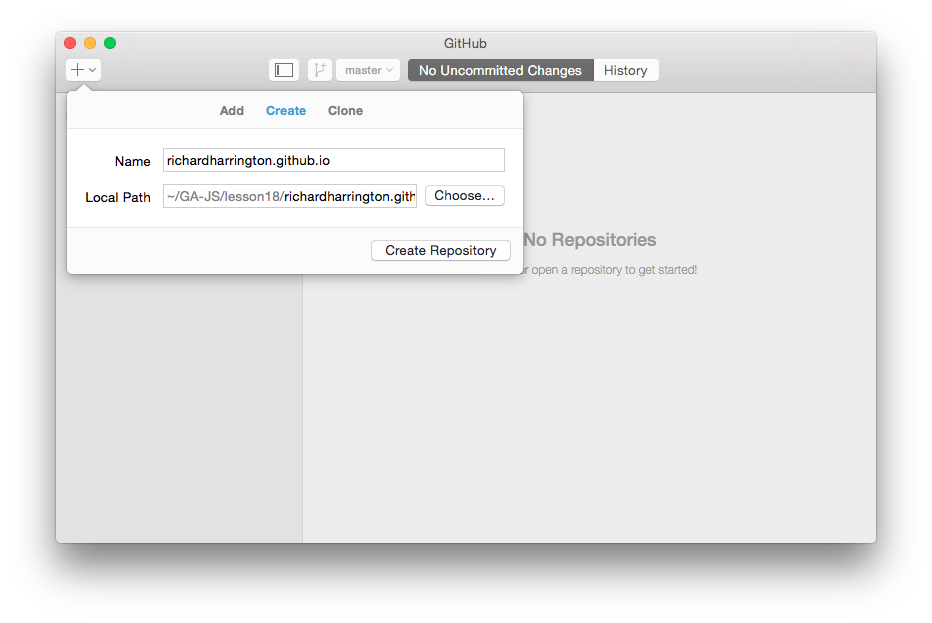 GitHub
master
No Uncommitted Changes
History
Add
Create
Clone
Name
richardharrington.github.io
Local Path
~/GA-JS/lesson18/richardharrington.gith
Choose...
Create Repository
No Repositories
or open a repository to get started!